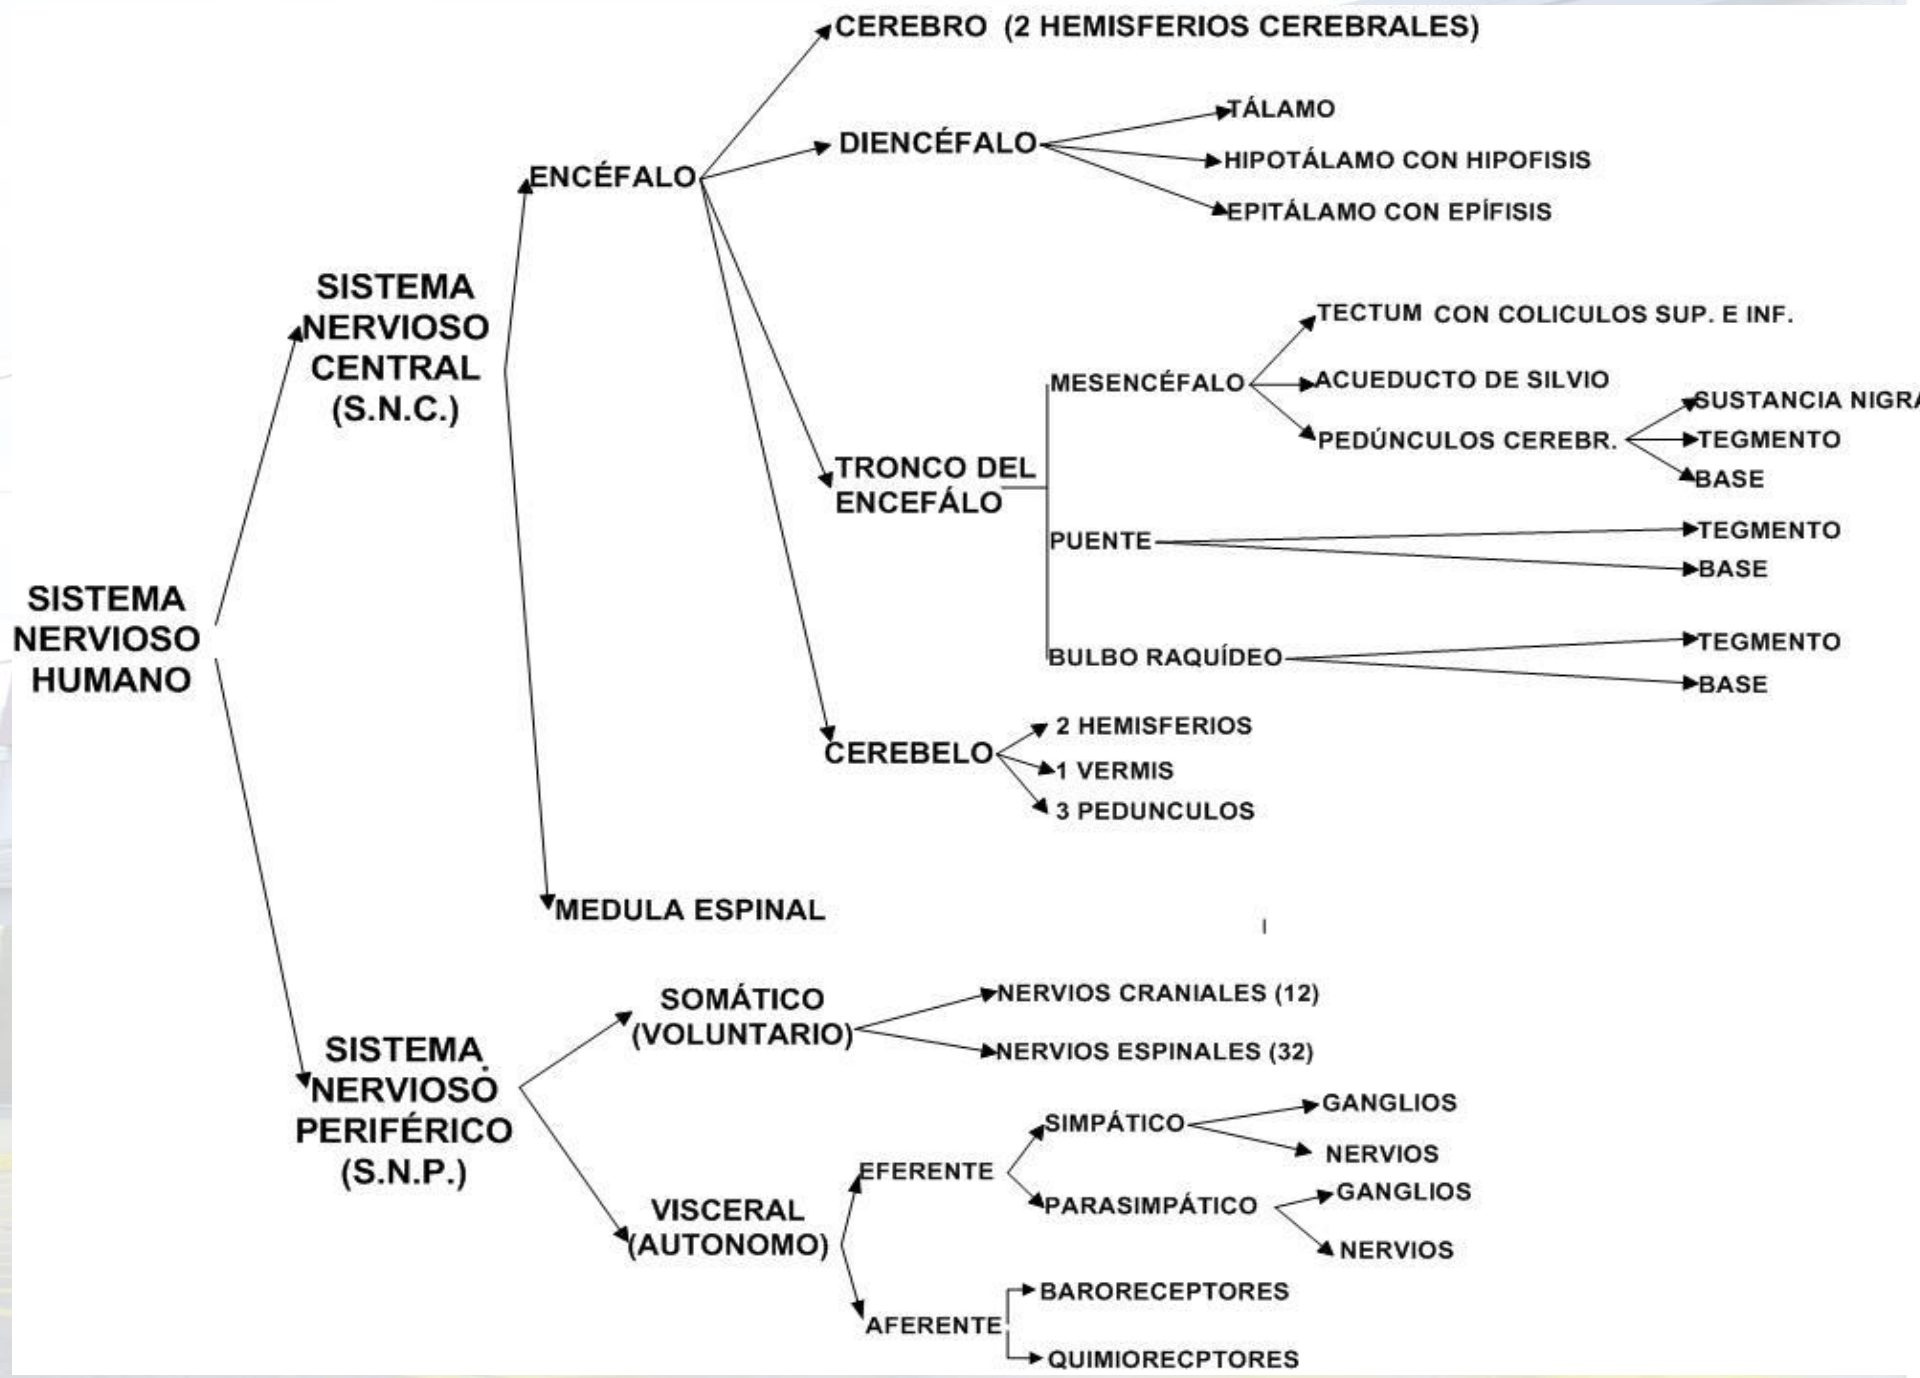 CEREBRO (2 HEMISFERIOS CEREBRALES)
TÁLAMO
DIENCÉFALO
HIPOTÁLAMO CON HIPOFISIS
ENCÉFALO
EPITÁLAMO CON EPÍFISIS
SISTEMA
NERVIOSO
CENTRAL
(S.N.C.)
TECTUM CON COLICULOS SUP. E INF.
MESENCÉFALO
ACUEDUCTO DE SILVIO
PEDÚNCULOS CEREBR.
SUSTANCIA NIGRA
TEGMENTO
BASE
TRONCO DEL
ENCEFÁLO
PUENTE
TEGMENTO
BASE
SISTEMA
NERVIOSO
HUMANO
BULBO RAQUÍDEO
TEGMENTO
BASE
CEREBELO
2 HEMISFERIOS
1 VERMIS
3 PEDUNCULOS
MEDULA ESPINAL
SISTEMA
NERVIOSO
PERIFÉRICO
(S.N.P.)
SOMÁTICO
(VOLUNTARIO)
NERVIOS CRANIALES (12)
NERVIOS ESPINALES (32)
VISCERAL
(AUTONOMO)
EFERENTE
SIMPÁTICO
GANGLIOS
NERVIOS
PARASIMPÁTICO
GANGLIOS
NERVIOS
AFERENTE
BARORECEPTORES
QUIMIORECPTORES